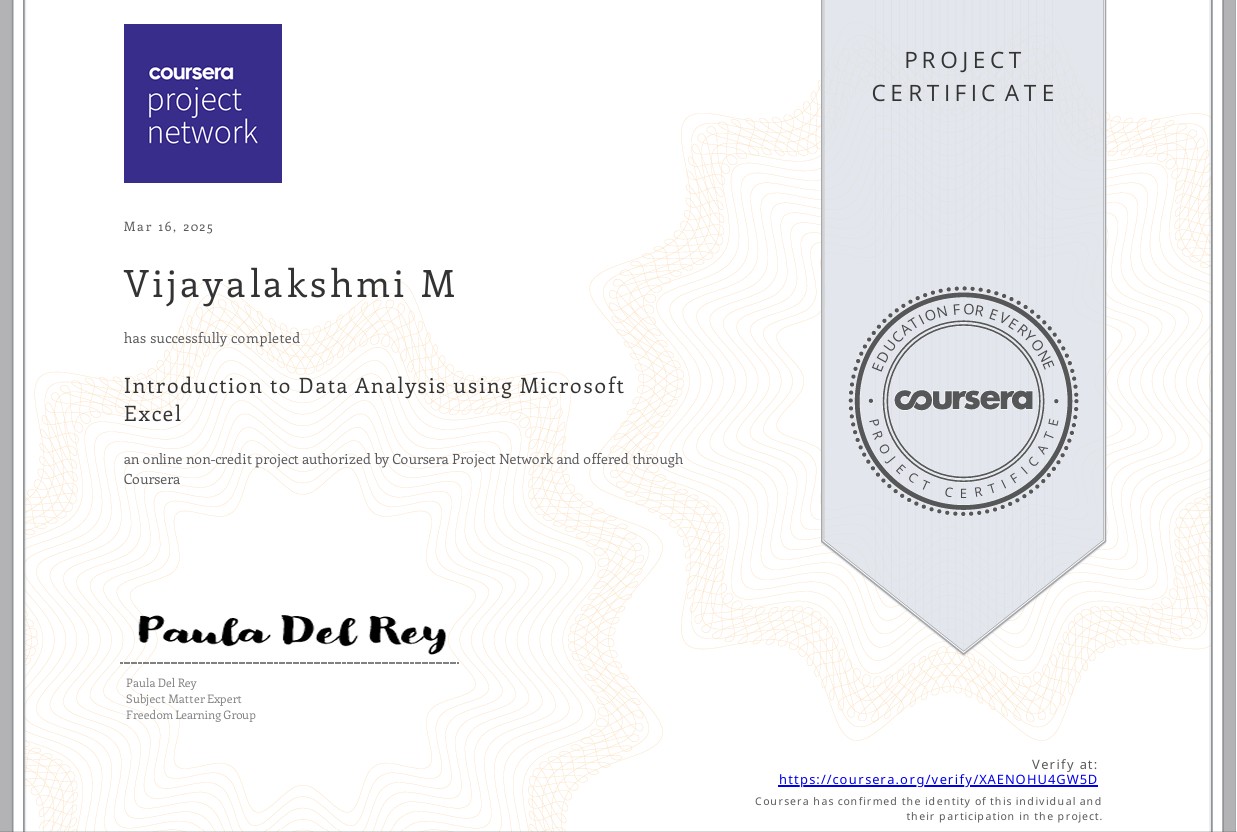 coursera
project
network
PROJECT
CERTIFICATE
Mar 16, 2025
Vijayalakshmi M
has successfully completed
Introduction to Data Analysis using Microsoft
Excel
an online non-credit project authorized by Coursera Project Network and offered through
Coursera
EDUCATION FOR EVERYONE
coursera
PROJECT CERTIFICATE
Paula Del Rey
Paula Del Rey
Subject Matter Expert
Freedom Learning Group
Verify at:
https://coursera.org/verify/XAENOHU4GW5D
Coursera has confirmed the identity of this individual and
their participation in the project.